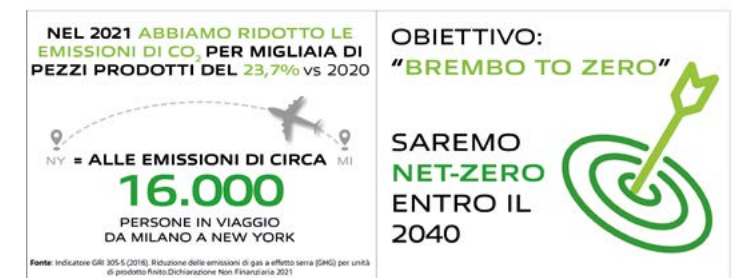 NEL 2021 ABBIAMO RIDOTTO LE
EMISSIONI DI CO₂ PER MIGLIAIA DI
PEZZI PRODOTTI DEL 23,7% vs 2020
NY = ALLE EMISSIONI DI CIRCA MI
16.000
PERSONE IN VIAGGIO
DA MILANO A NEW YORK
Fonte: Indicatore GRI 305-5 (2016). Riduzione delle emissioni di gas a effetto serra (GHG) per unità
di prodotto finito.Dichiarazione Non Finanziaria 2021
OBIETTIVO:
“BREMBO TO ZERO”
SAREMO
NET-ZERO
ENTRO IL
2040